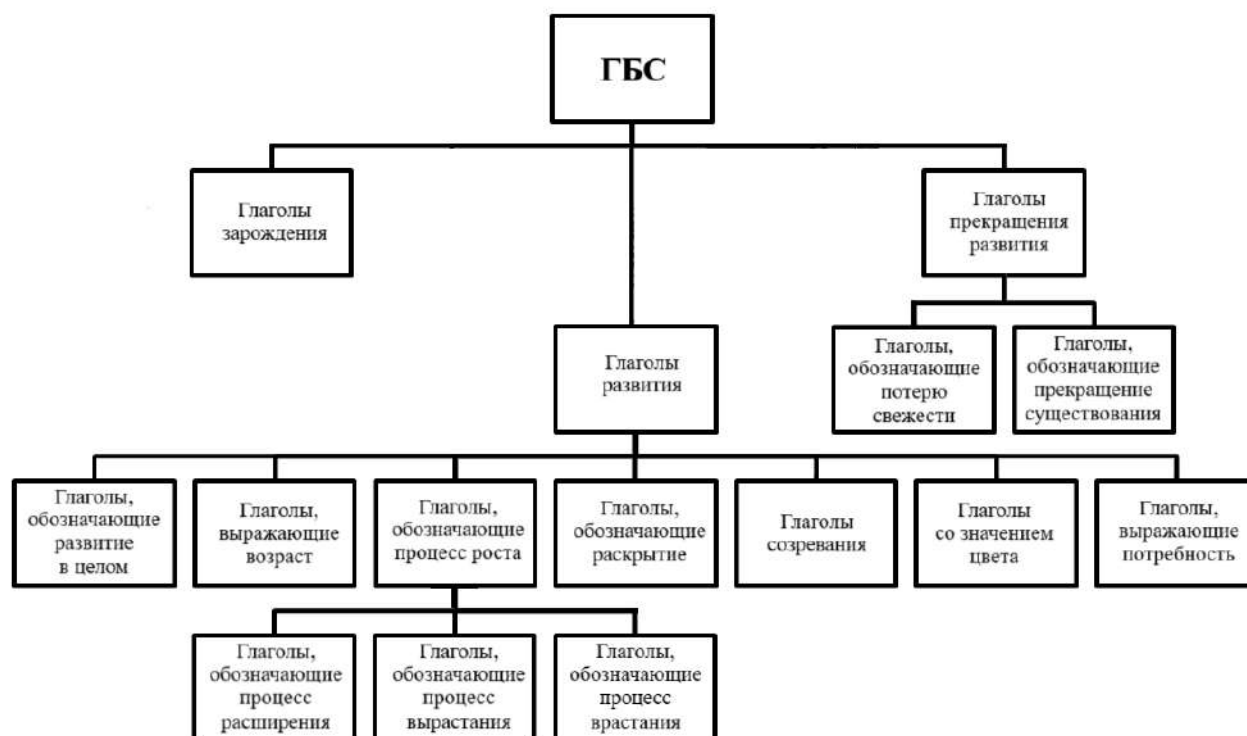 ГБС
Глаголы
зарождения
Глаголы
прекращения
развития
Глаголы
развития
Глаголы,
обозначающие
потерю
свежести
Глаголы,
обозначающие
прекращение
существования
Глаголы,
обозначающие
развитие
в целом
Глаголы,
выражающие
возраст
Глаголы,
обозначающие
процесс роста
Глаголы,
обозначающие
раскрытие
Глаголы
созревания
Глаголы
со значением
цвета
Глаголы,
выражающие
потребность
Глаголы,
обозначающие
процесс
расширения
Глаголы,
обозначающие
процесс
вырастания
Глаголы,
обозначающие
процесс
врастания